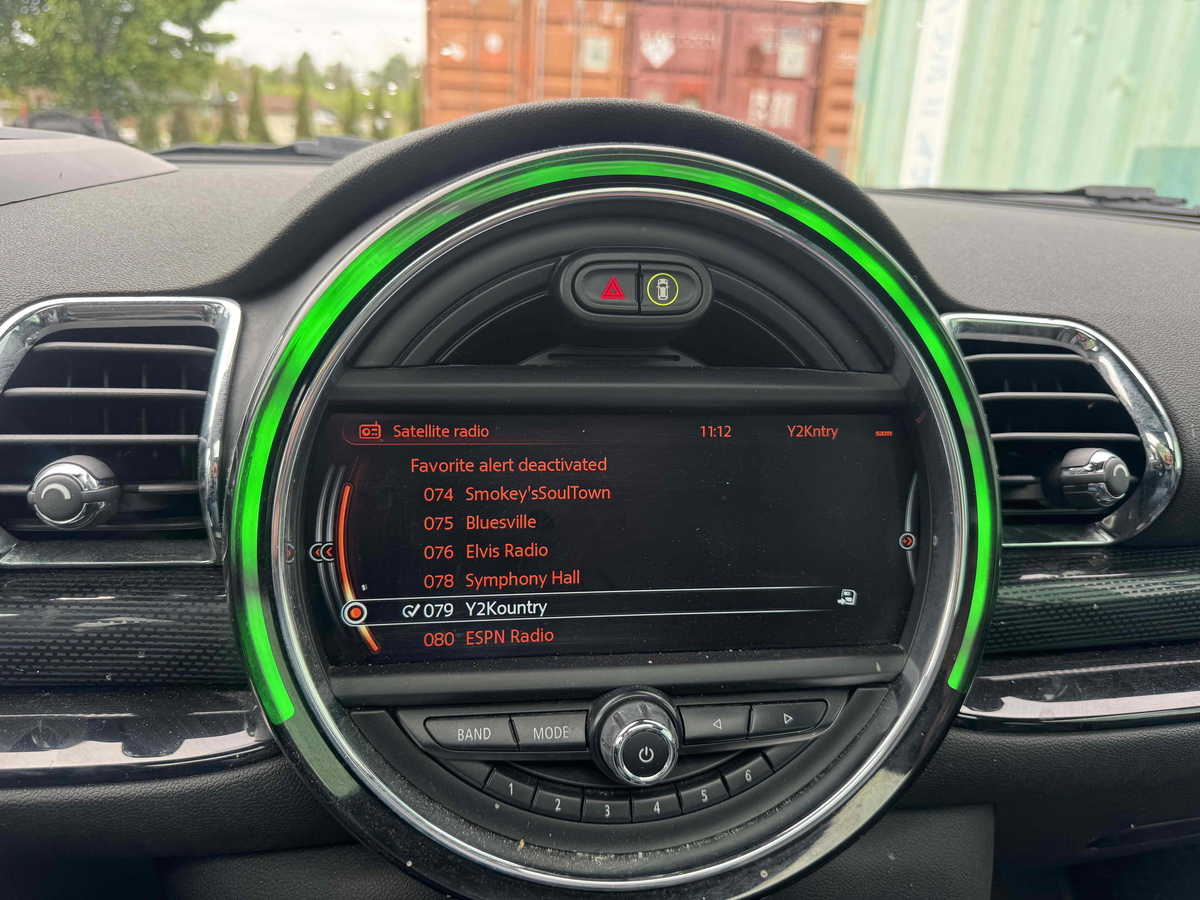 Satellite radio 11:12 Y2Kntry sxm
Favorite alert deactivated
074 Smokey'sSoulTown
075 Bluesville
076 Elvis Radio
078 Symphony Hall
079 Y2Kountry
080 ESPN Radio
BAND MODE
1 2 3 4 5 6